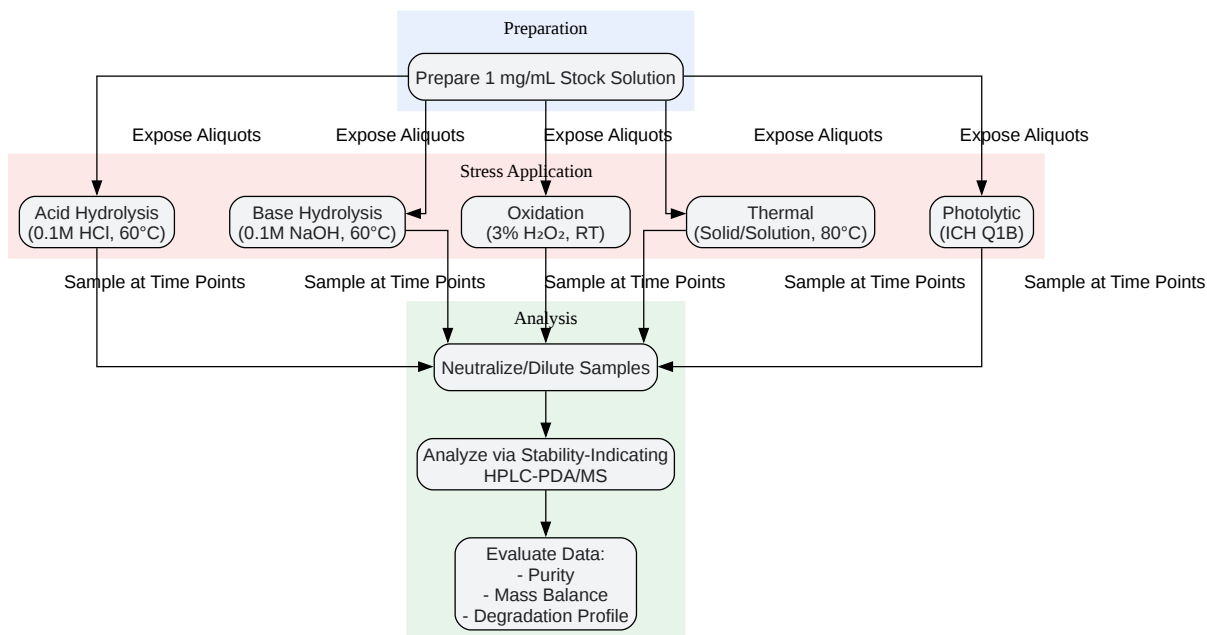 Preparation
Prepare 1 mg/mL Stock Solution
Expose Aliquots
Expose Aliquots
Expose Aliquots
Expose Aliquots
Expose Aliquots
Stress Application
Acid Hydrolysis
(0.1M HCl, 60°C)
Base Hydrolysis
(0.1M NaOH, 60°C)
Oxidation
(3% H₂O₂, RT)
Thermal
(Solid/Solution, 80°C)
Photolytic
(ICH Q1B)
Sample at Time Points
Sample at Time Points
Sample at Time Points
Sample at Time Points
Sample at Time Points
Analysis
Neutralize/Dilute Samples
Analyze via Stability-Indicating
HPLC-PDA/MS
Evaluate Data:
- Purity
- Mass Balance
- Degradation Profile